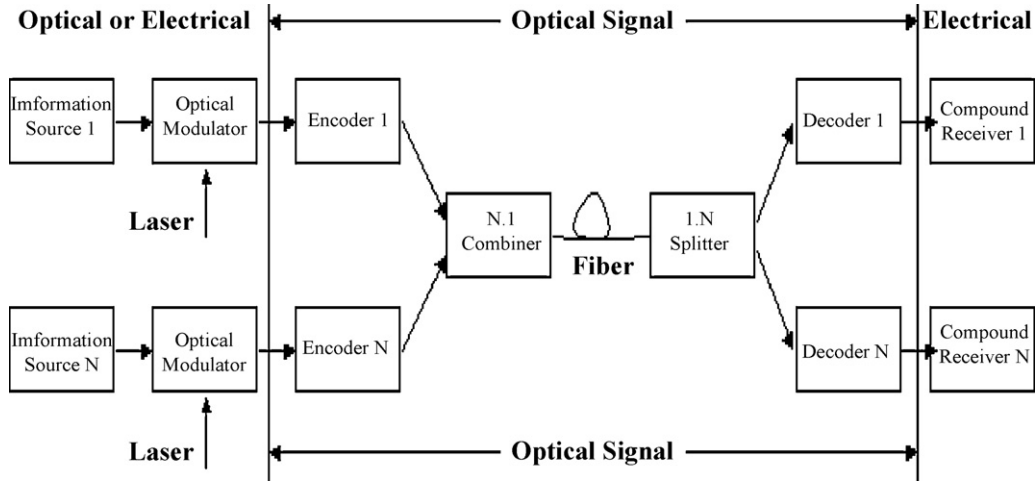 Optical or Electrical
Optical Signal
Electrical
Imformation
Source 1
Optical
Modulator
Encoder 1
Decoder 1
Compound
Receiver 1
Laser
N.1
Combiner
Fiber
1.N
Splitter
Imformation
Source N
Optical
Modulator
Encoder N
Decoder N
Compound
Receiver N
Laser
Optical Signal